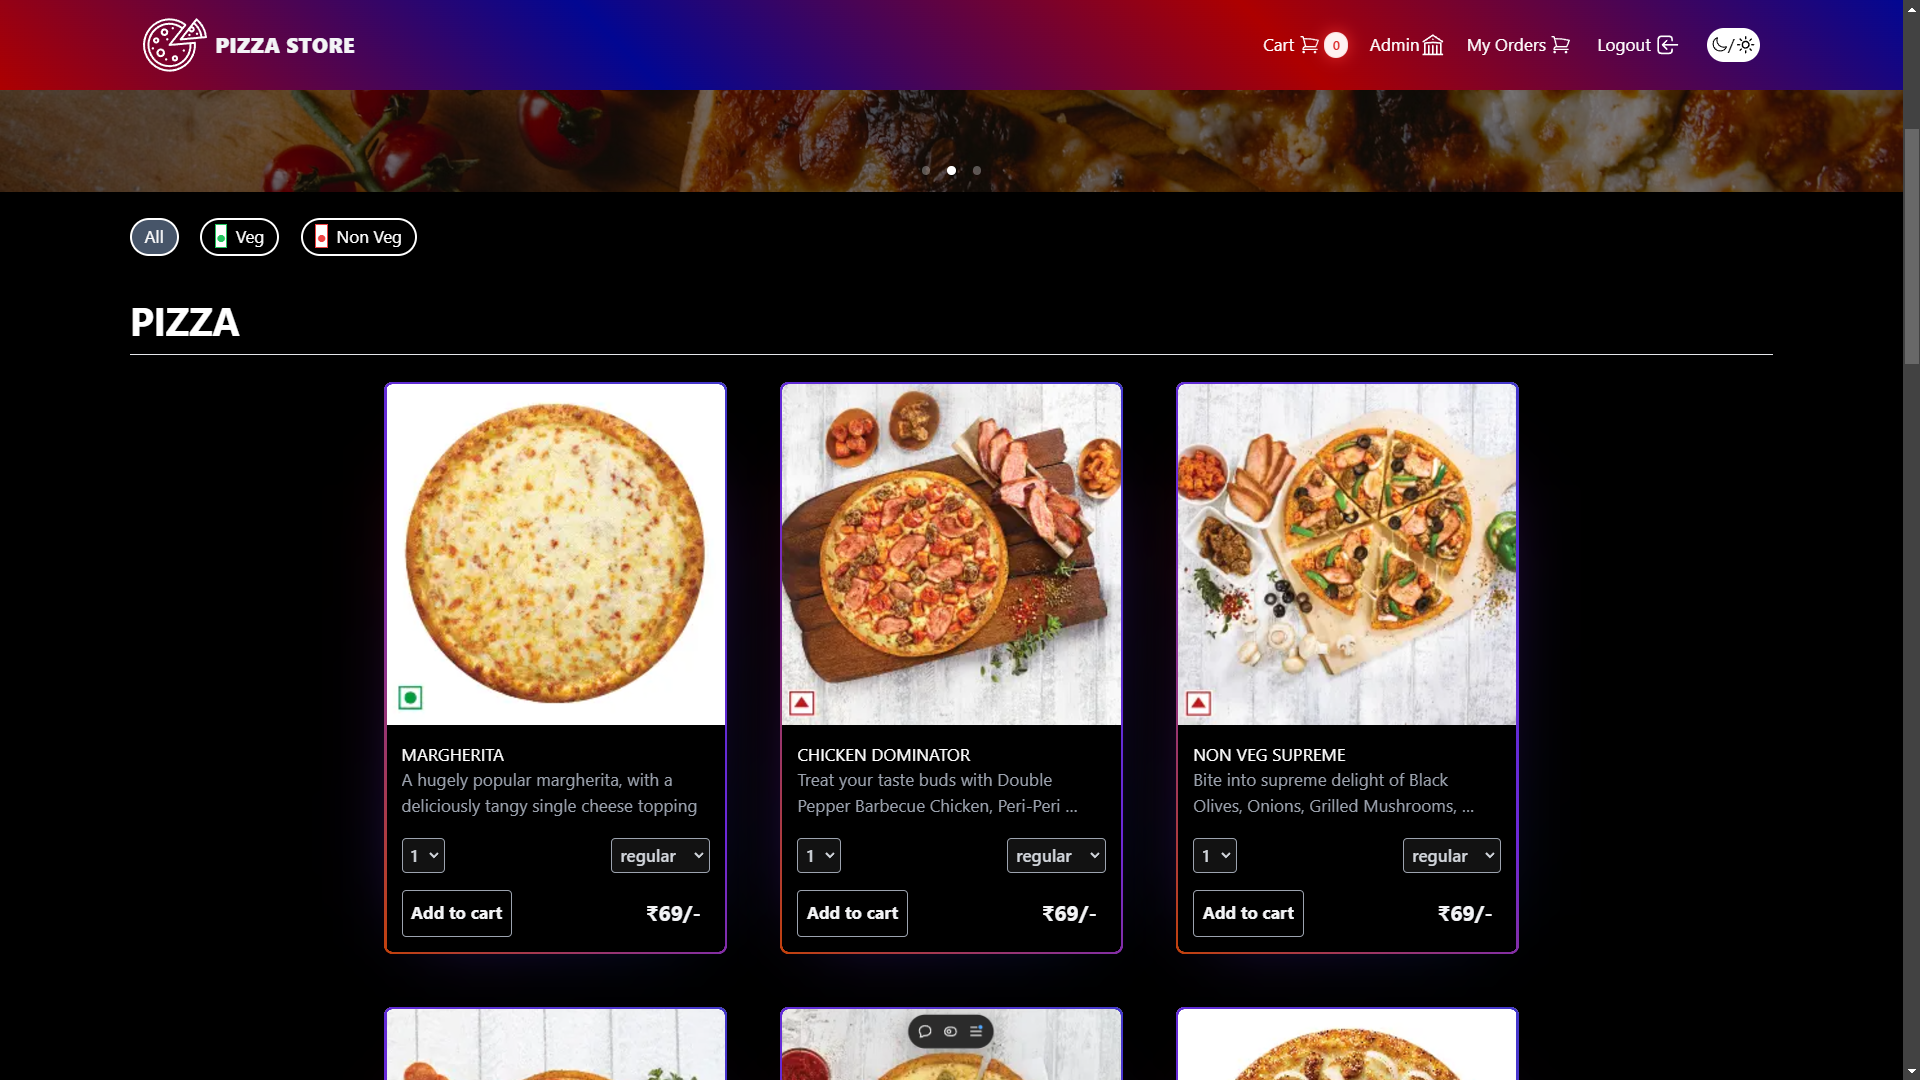 PIZZA STORE
Cart 0 Admin My Orders Logout /
All Veg Non Veg
PIZZA
MARGHERITA
A hugely popular margherita, with a
deliciously tangy single cheese topping
1 regular
Add to cart ₹69/-
CHICKEN DOMINATOR
Treat your taste buds with Double
Pepper Barbecue Chicken, Peri-Peri ...
1 regular
Add to cart ₹69/-
NON VEG SUPREME
Bite into supreme delight of Black
Olives, Onions, Grilled Mushrooms, ...
1 regular
Add to cart ₹69/-